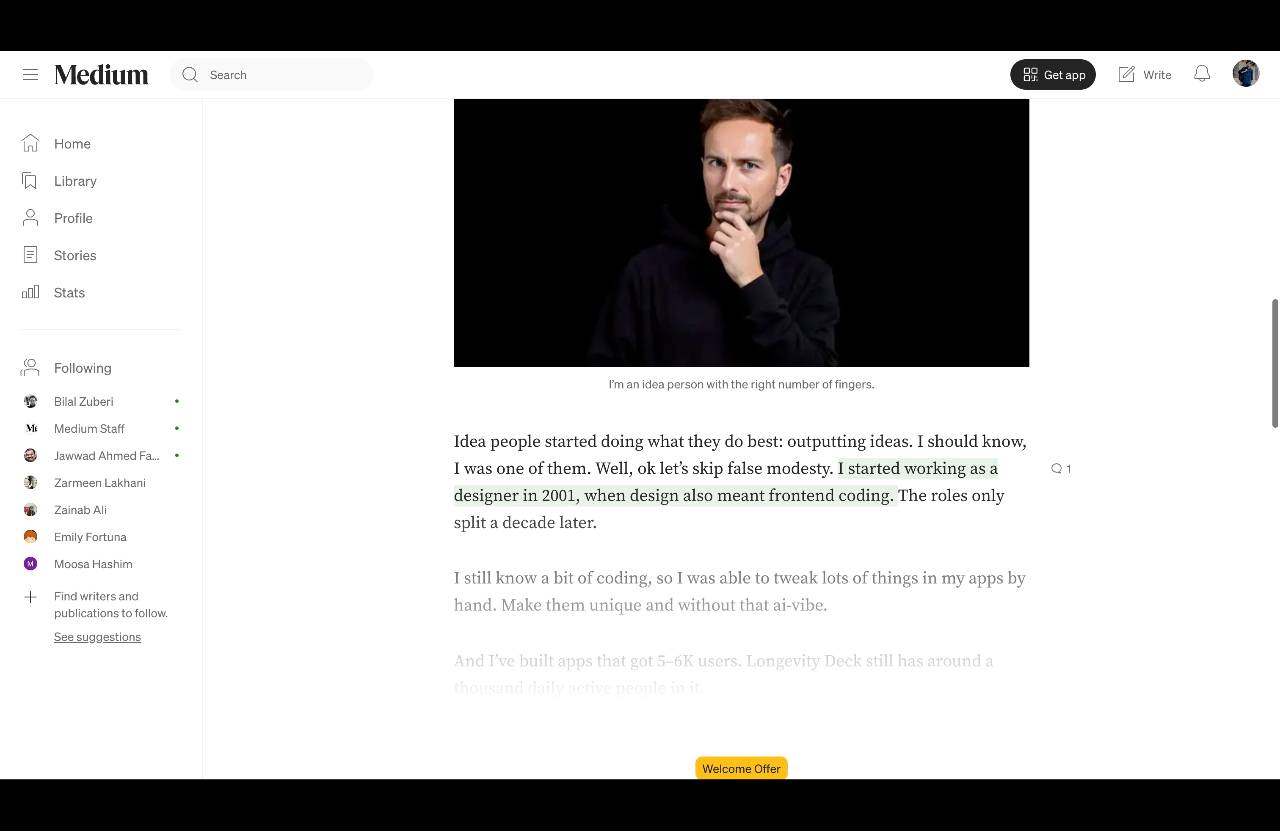 Medium
Search
Get app
Write
Home
Library
Profile
Stories
Stats
Following
Bilal Zuberi
Medium Staff
Jawwad Ahmed Fa...
Zarmeen Lakhani
Zainab Ali
Emily Fortuna
Moosa Hashim
Find writers and
publications to follow.
See suggestions
I'm an idea person with the right number of fingers.
Idea people started doing what they do best: outputting ideas. I should know,
I was one of them. Well, ok let's skip false modesty. I started working as a
designer in 2001, when design also meant frontend coding. The roles only
split a decade later.
1
I still know a bit of coding, so I was able to tweak lots of things in my apps by
hand. Make them unique and without that ai-vibe.
And I've built apps that got 5–6K users. Longevity Deck still has around a
thousand daily active people in it.
Welcome Offer